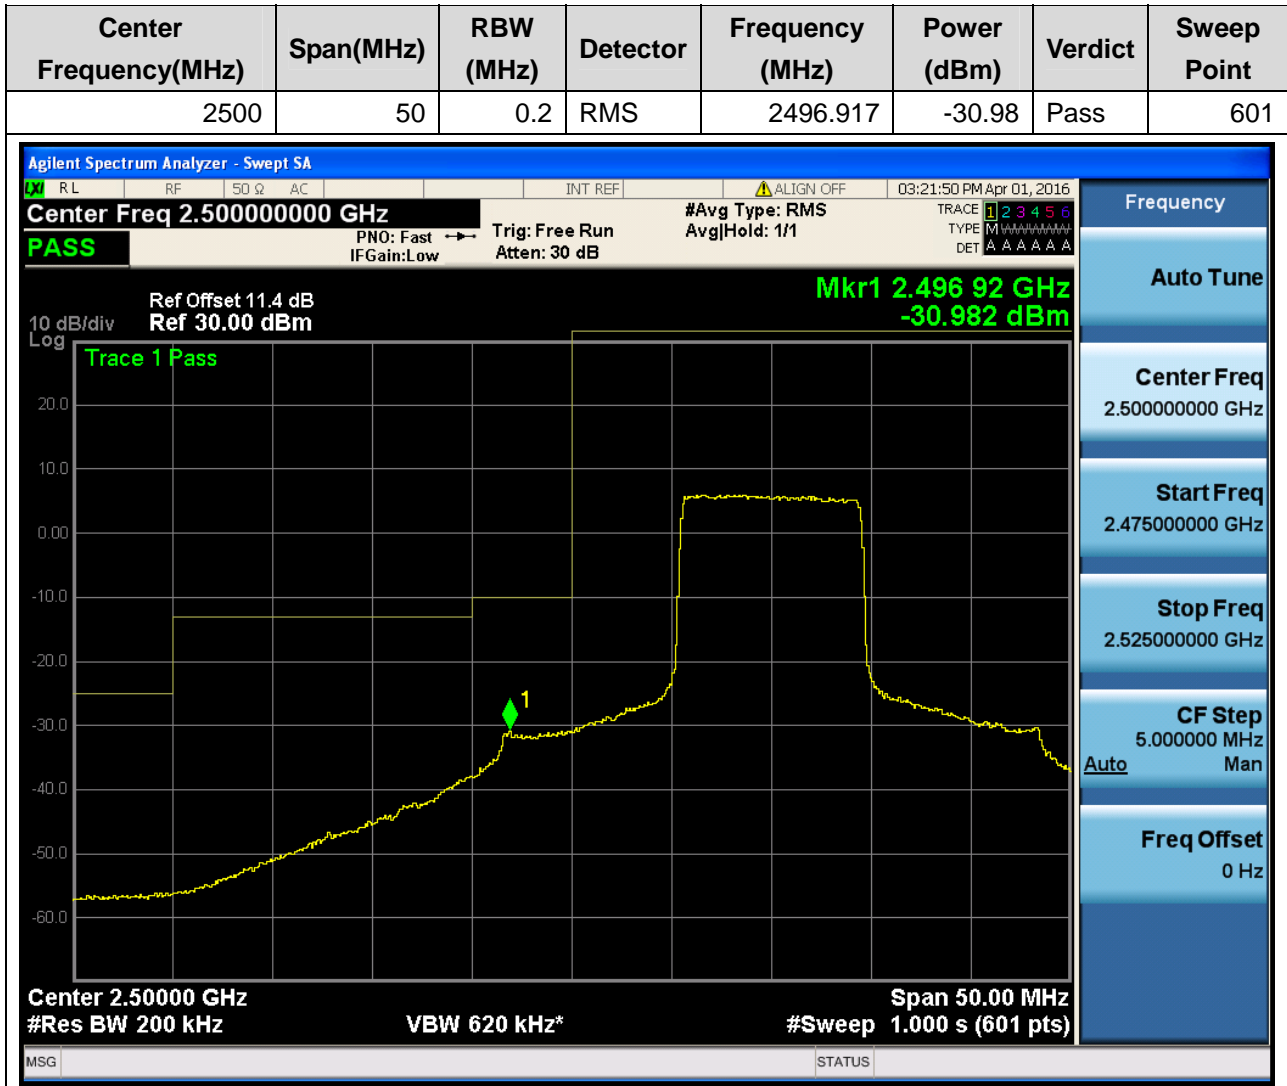 Center Frequency(MHz) Span(MHz) RBW (MHz) Detector Frequency (MHz) Power (dBm) Verdict Sweep Point
2500 50 0.2 RMS 2496.917 -30.98 Pass 601
Agilent Spectrum Analyzer - Swept SA
LXI RL RF 50 Ω AC INT REF ALIGN OFF 03:21:50 PM Apr 01, 2016
Center Freq 2.500000000 GHz
PASS
PNO: Fast
IFGain:Low
Trig: Free Run
Atten: 30 dB
#Avg Type: RMS
Avg|Hold: 1/1
TRACE 1 2 3 4 5 6
TYPE M WWWWW
DET A A A A A A
Mkr1 2.496 92 GHz
-30.982 dBm
Ref Offset 11.4 dB
10 dB/div Ref 30.00 dBm
Log
Trace 1 Pass
20.0
10.0
0.00
-10.0
-20.0
-30.0
-40.0
-50.0
-60.0
1
Center 2.50000 GHz Span 50.00 MHz
#Res BW 200 kHz VBW 620 kHz* #Sweep 1.000 s (601 pts)
MSG STATUS
Frequency
Auto Tune
Center Freq
2.500000000 GHz
Start Freq
2.475000000 GHz
Stop Freq
2.525000000 GHz
CF Step
5.000000 MHz
Auto Man
Freq Offset
0 Hz